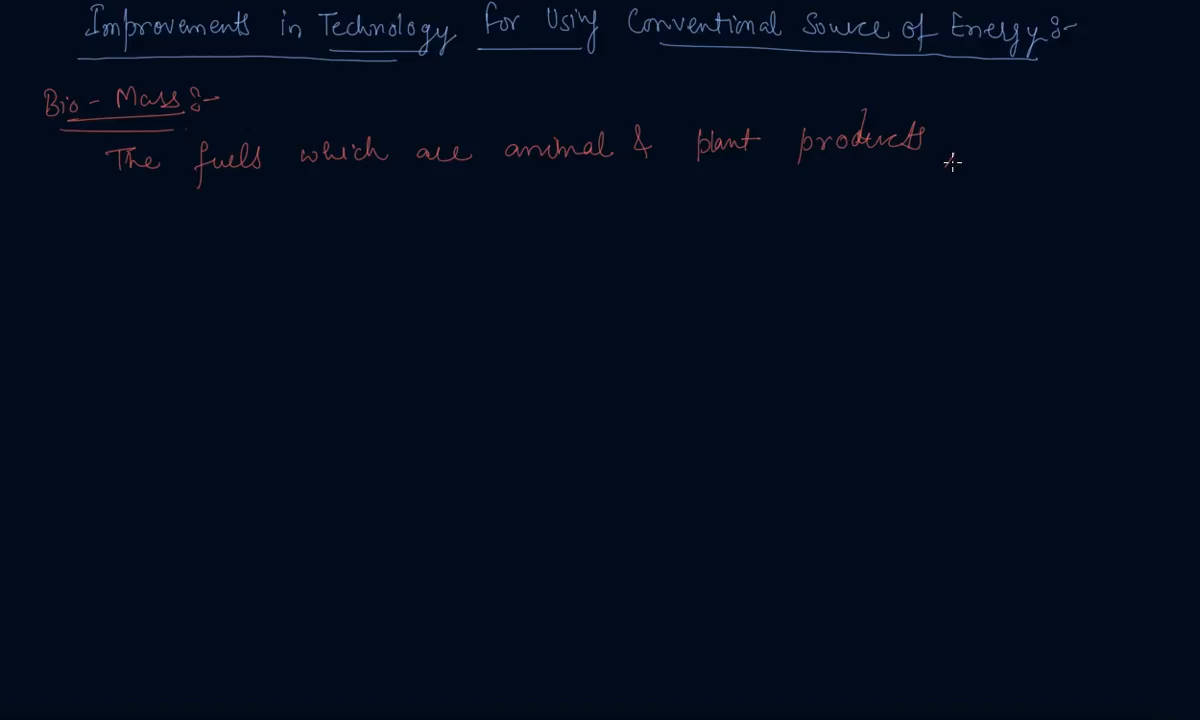 Improvements in Technology for Using Conventional Source of Energy:-
Bio - Mass:-
The fuels which are animal & plant products